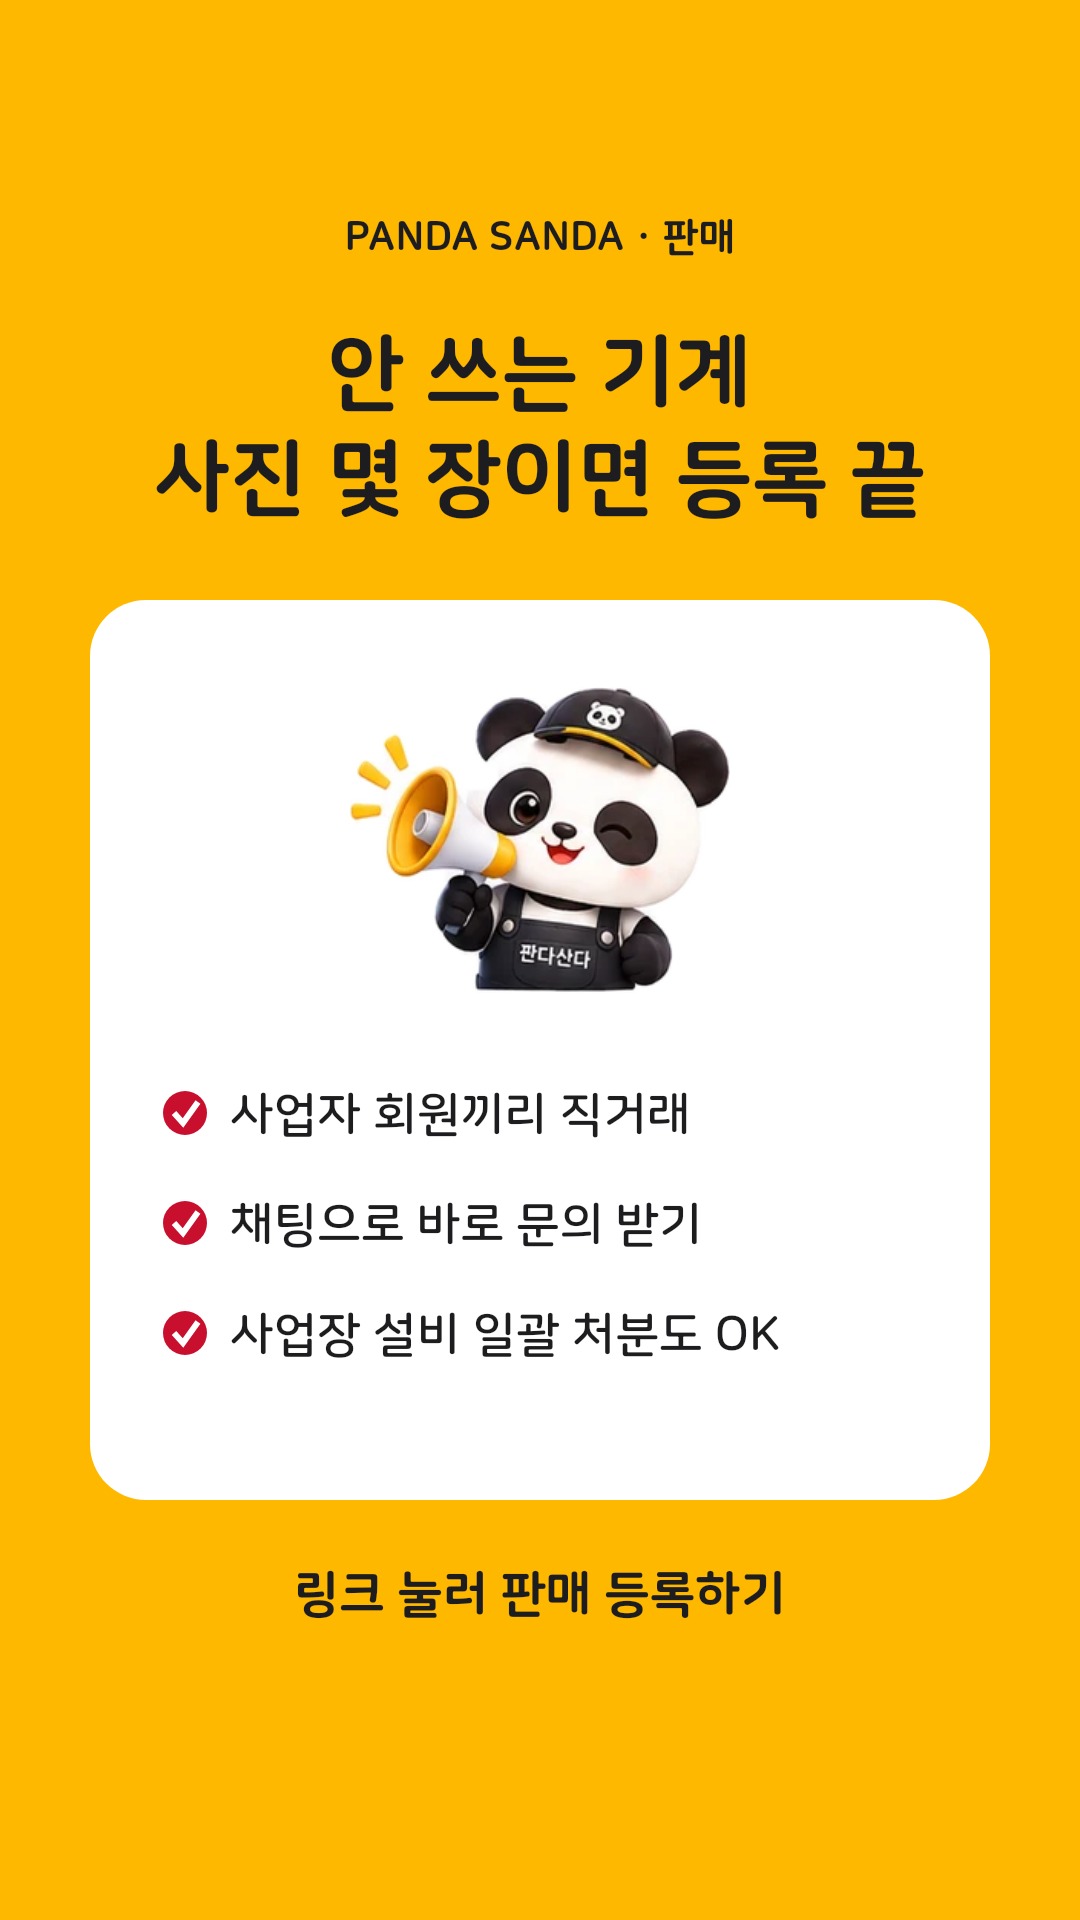 PANDA SANDA · 판매
안 쓰는 기계
사진 몇 장이면 등록 끝
판다산다
사업자 회원끼리 직거래
채팅으로 바로 문의 받기
사업장 설비 일괄 처분도 OK
링크 눌러 판매 등록하기